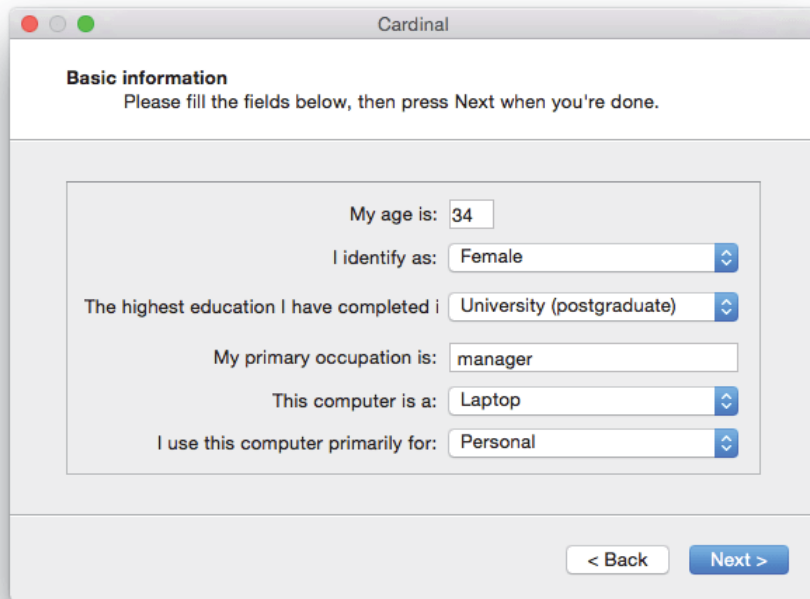 Cardinal
Basic information
Please fill the fields below, then press Next when you're done.
My age is: 34
I identify as: Female
The highest education I have completed i University (postgraduate)
My primary occupation is: manager
This computer is a: Laptop
I use this computer primarily for: Personal
< Back Next >